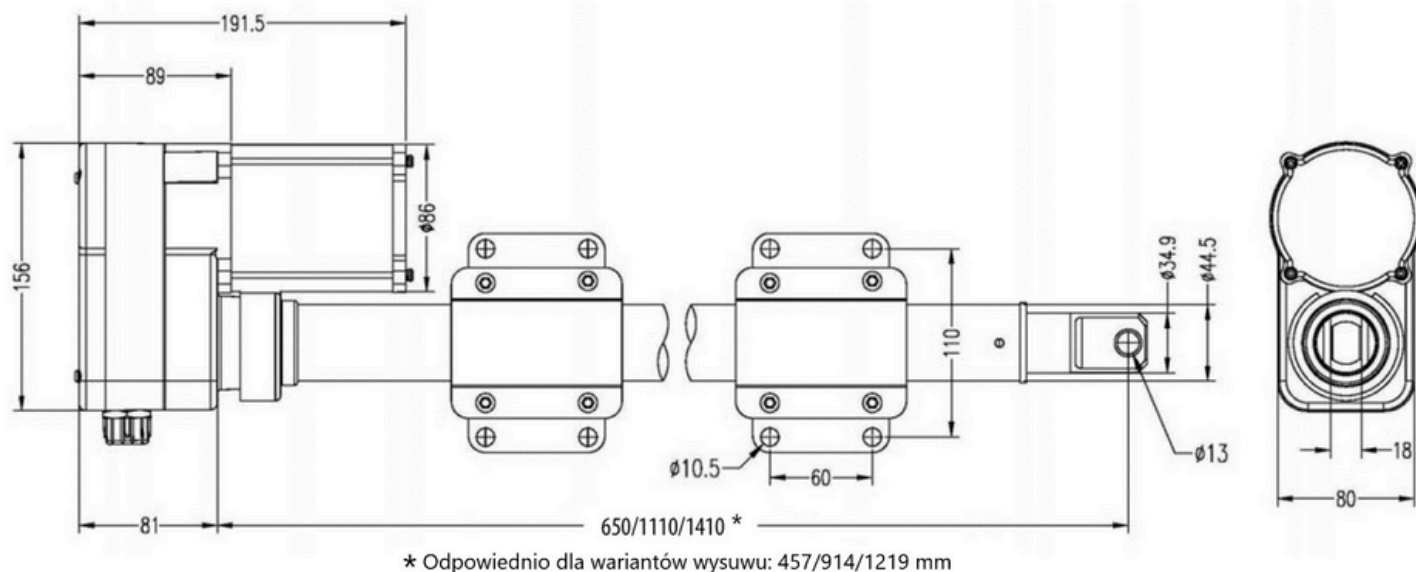 191.5
89
156
ø86
ø34.9
ø44.5
110
ø10.5
60
ø13
18
80
81
650/1110/1410 *
* Odpowiednio dla wariantów wysuwu: 457/914/1219 mm